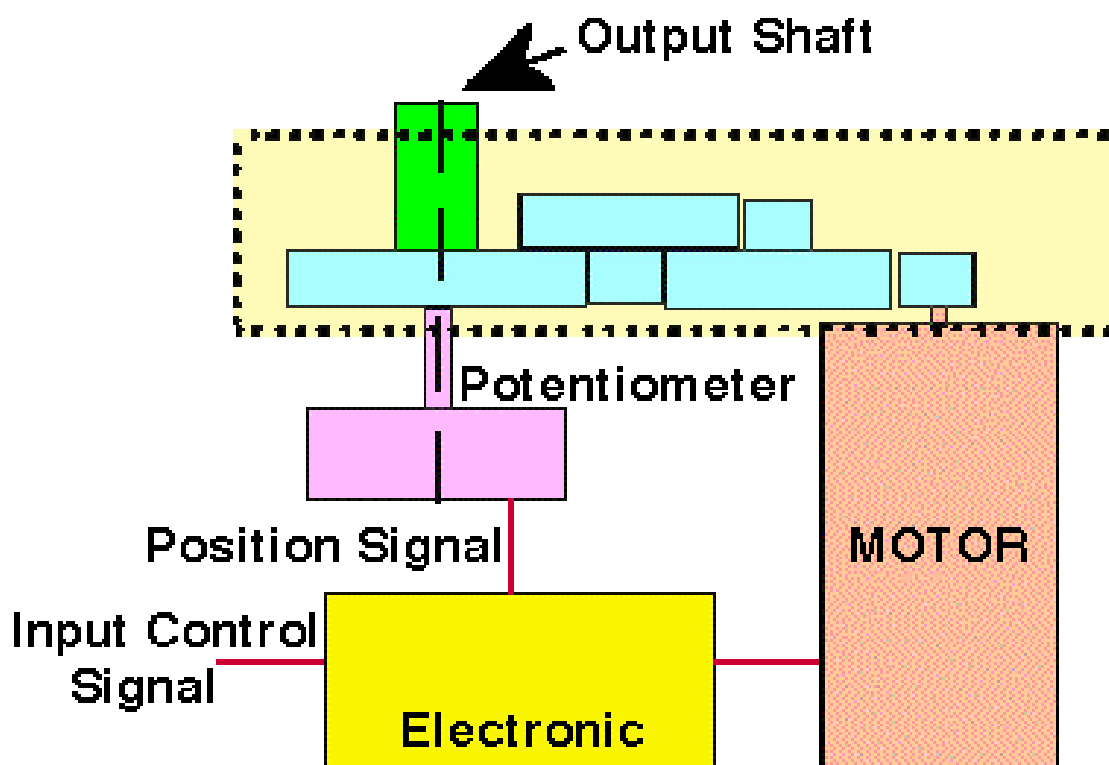 Output Shaft
Potentiometer
Position Signal
MOTOR
Input Control
Signal
Electronic